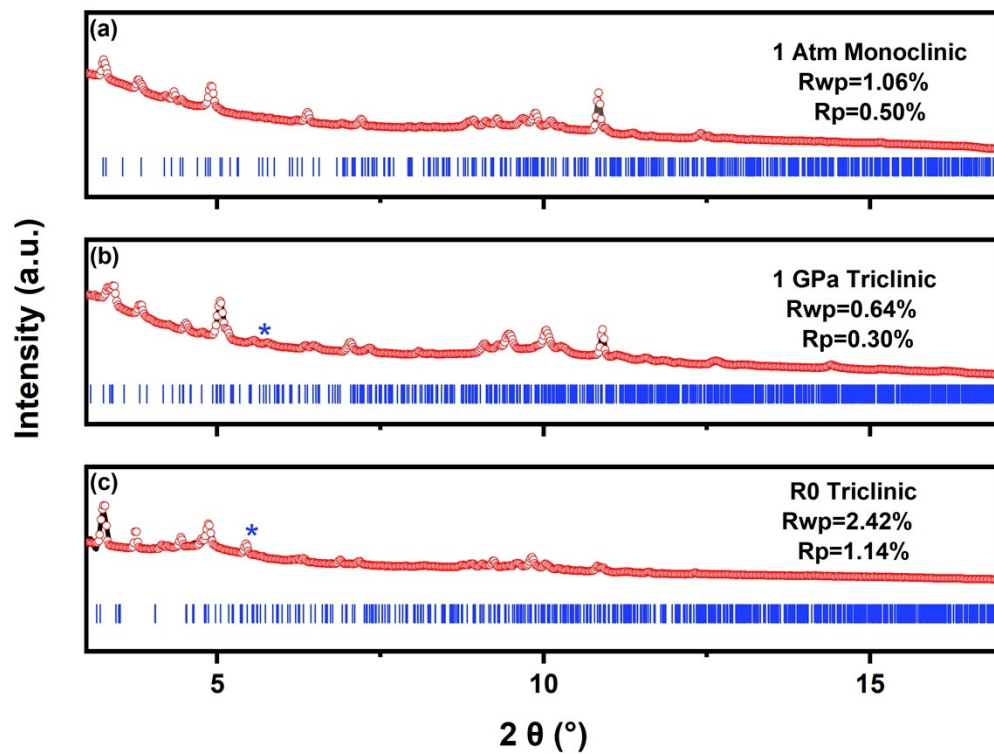 (a)
1 Atm Monoclinic
Rwp=1.06%
Rp=0.50%
(b)
1 GPa Triclinic
Rwp=0.64%
Rp=0.30%
*
(c)
R0 Triclinic
Rwp=2.42%
Rp=1.14%
*
Intensity (a.u.)
5 10 15
2 θ (°)